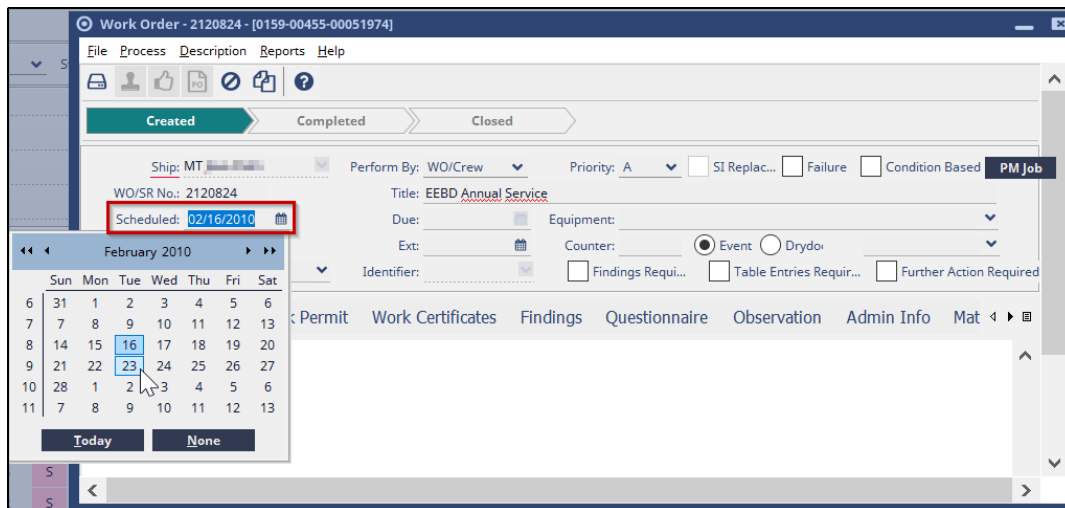 Work Order - 2120824 - [0159-00455-00051974]
File Process Description Reports Help
PO
Created Completed Closed
Ship: MT Perform By: WO/Crew Priority: A SI Replac... Failure Condition Based PM Job
WO/SR No.: 2120824 Title: EEBD Annual Service
Scheduled: 02/16/2010 Due: Equipment:
Ext: Counter: Event Drydo
Identifier: Findings Requi... Table Entries Requir... Further Action Required
Permit Work Certificates Findings Questionnaire Observation Admin Info Mat
February 2010
Sun Mon Tue Wed Thu Fri Sat
6 31 1 2 3 4 5 6
7 7 8 9 10 11 12 13
8 14 15 16 17 18 19 20
9 21 22 23 24 25 26 27
10 28 1 2 3 4 5 6
11 7 8 9 10 11 12 13
Today None
S
S